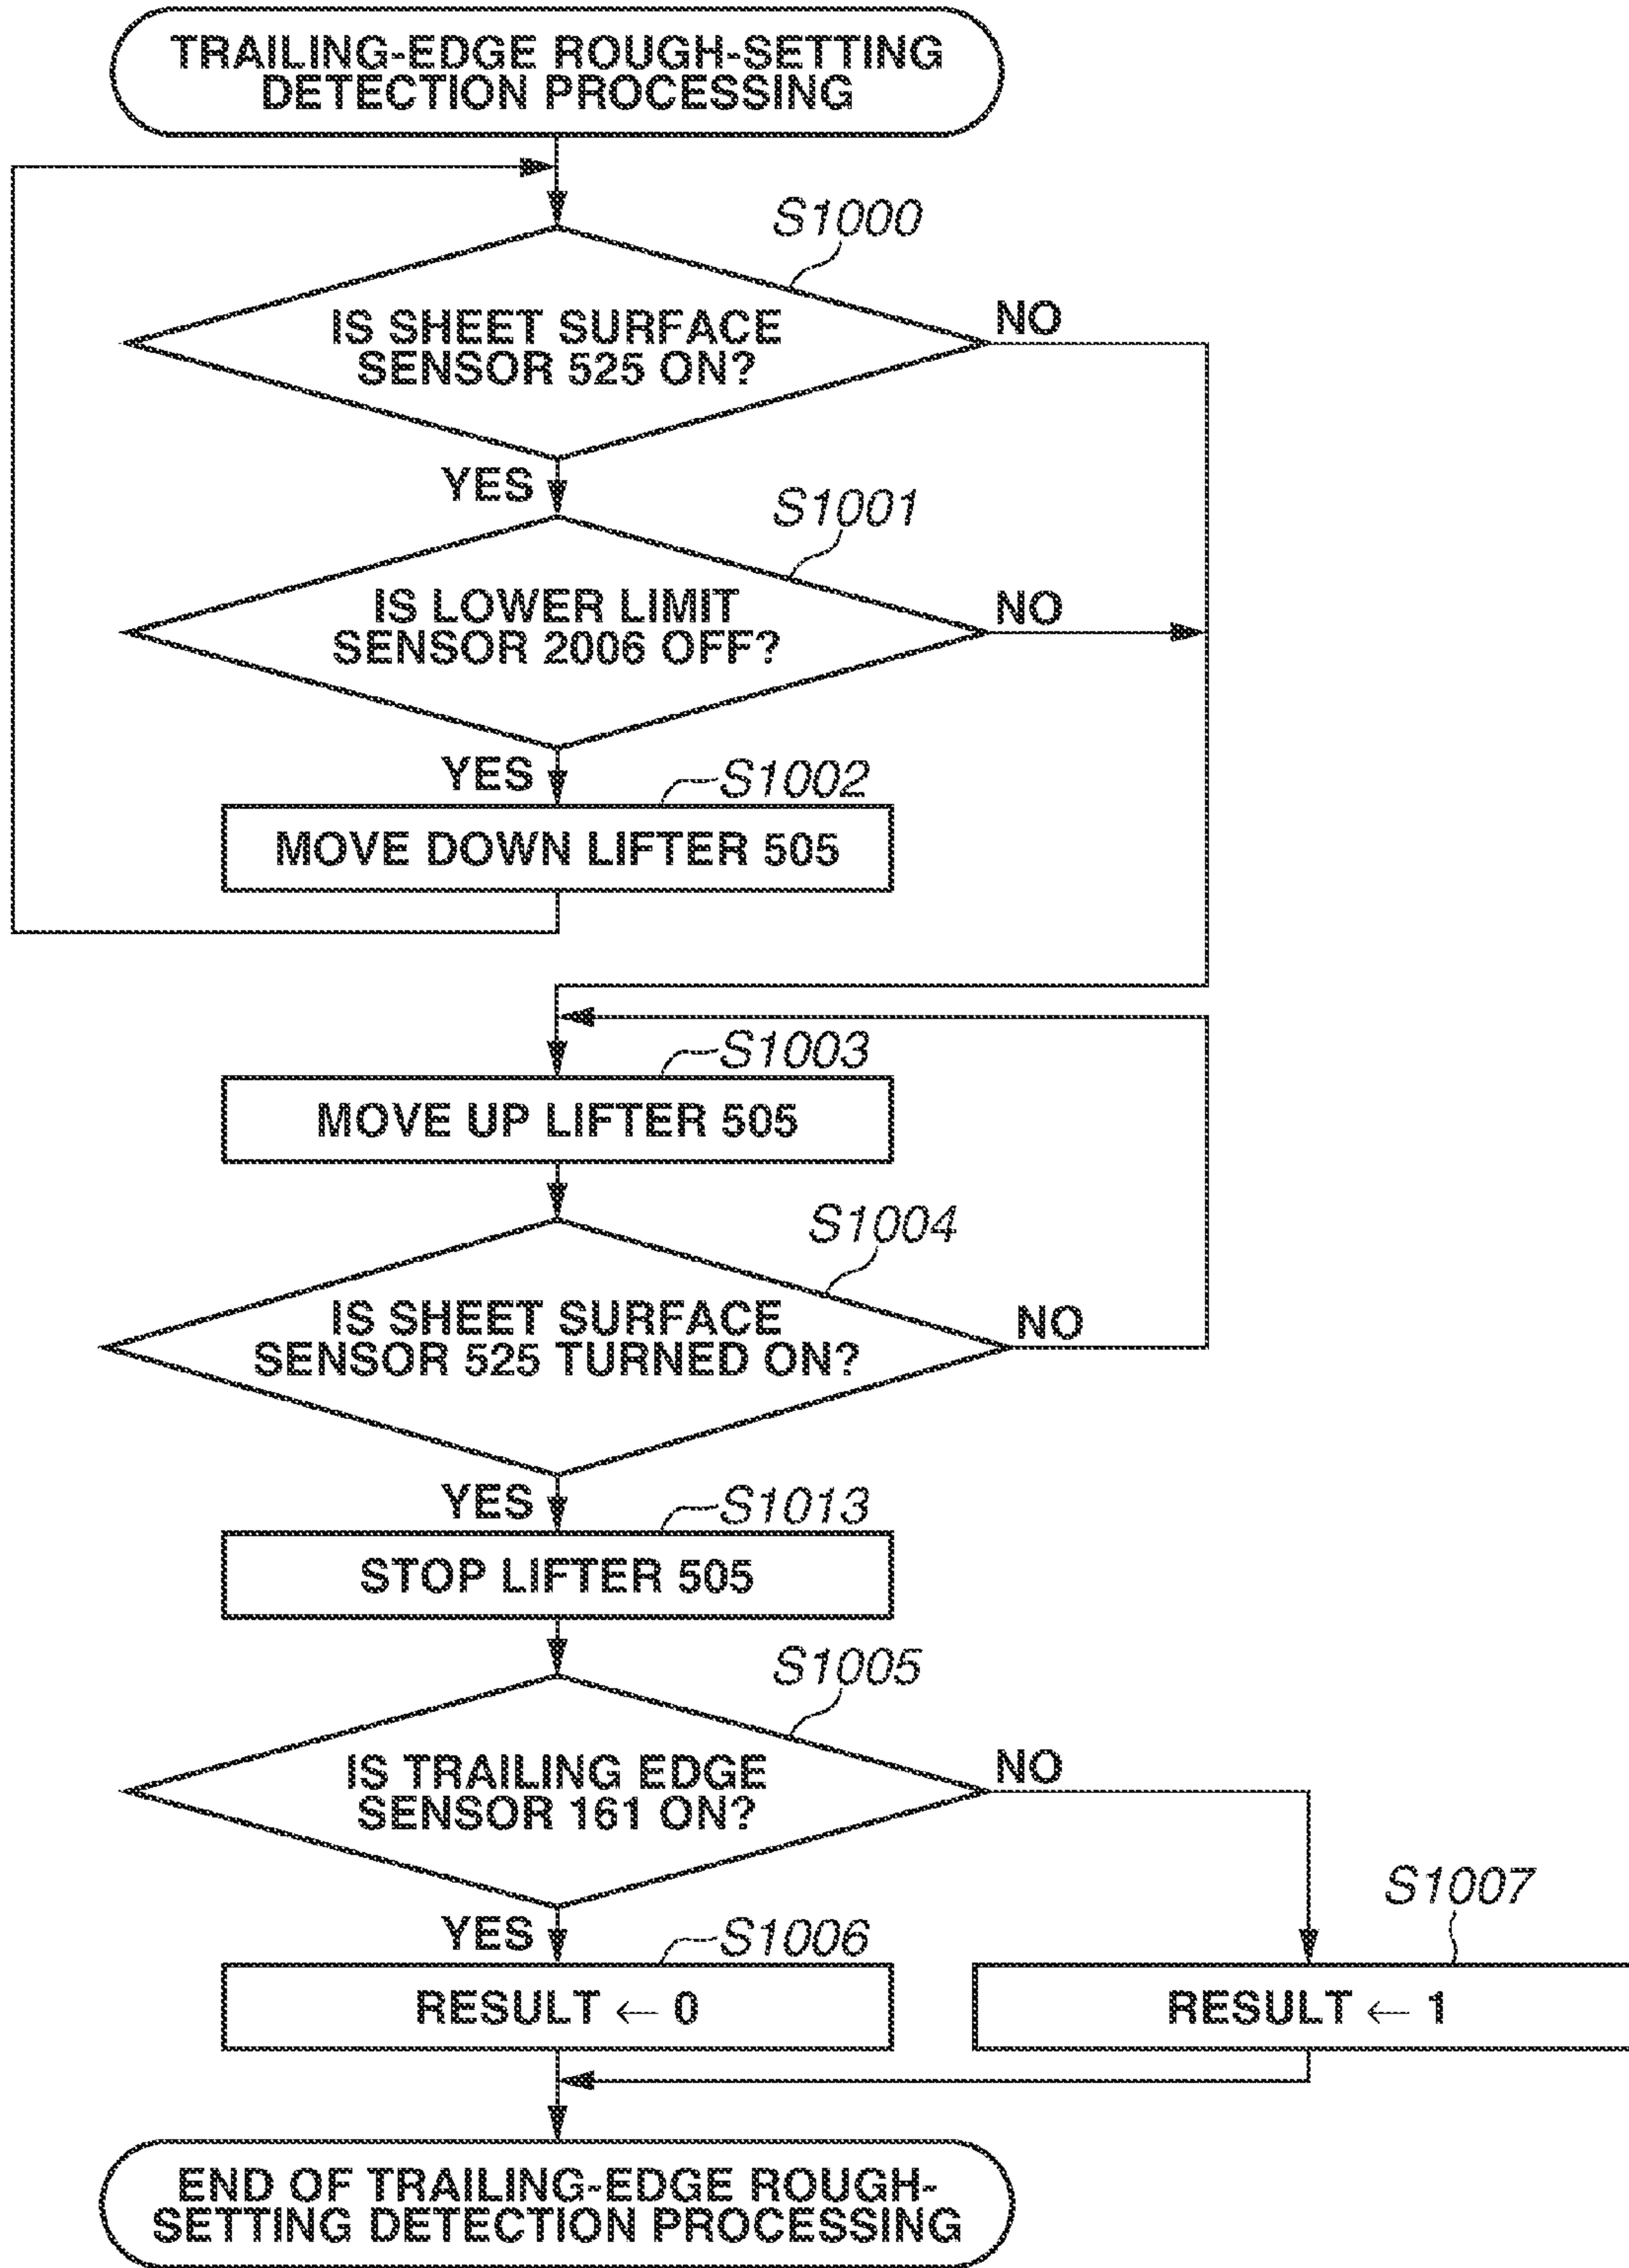 TRAILING-EDGE ROUGH-SETTING
DETECTION PROCESSING
S1000
IS SHEET SURFACE
SENSOR 525 ON?
NO
YES
S1001
IS LOWER LIMIT
SENSOR 2006 OFF?
NO
YES
S1002
MOVE DOWN LIFTER 505
S1003
MOVE UP LIFTER 505
S1004
IS SHEET SURFACE
SENSOR 525 TURNED ON?
NO
YES
S1013
STOP LIFTER 505
S1005
IS TRAILING EDGE
SENSOR 161 ON?
NO
YES
S1006
RESULT ← 0
S1007
RESULT ← 1
END OF TRAILING-EDGE ROUGH-
SETTING DETECTION PROCESSING